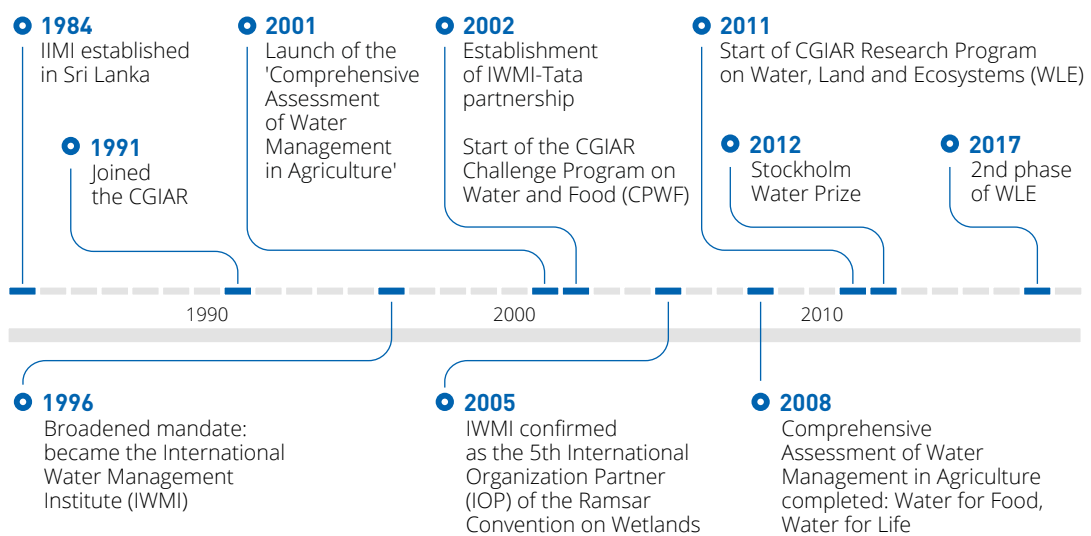 1984
IIMI established
in Sri Lanka
1991
Joined
the CGIAR
2001
Launch of the
'Comprehensive
Assessment
of Water
Management
in Agriculture'
2002
Establishment
of IWMI-Tata
partnership
Start of the CGIAR
Challenge Program on
Water and Food (CPWF)
2011
Start of CGIAR Research Program
on Water, Land and Ecosystems (WLE)
2012
Stockholm
Water Prize
2017
2nd phase
of WLE
1990
2000
2010
1996
Broadened mandate:
became the International
Water Management
Institute (IWMI)
2005
IWMI confirmed
as the 5th International
Organization Partner
(IOP) of the Ramsar
Convention on Wetlands
2008
Comprehensive
Assessment of Water
Management in Agriculture
completed: Water for Food,
Water for Life